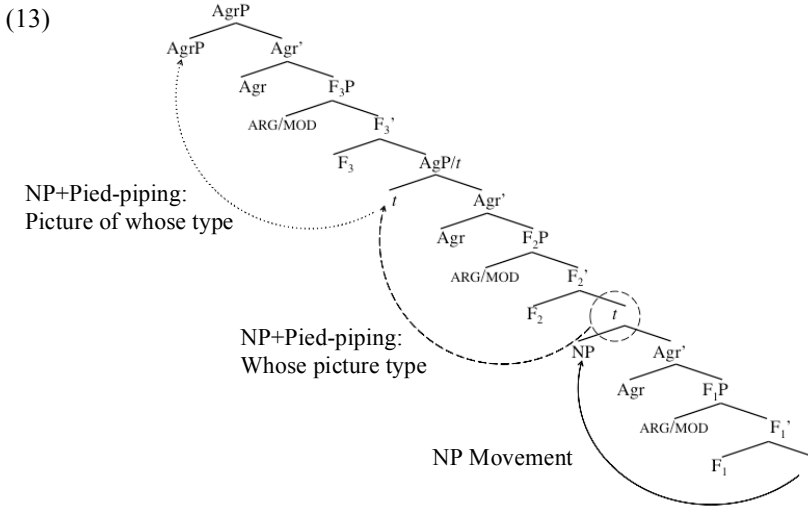 (13)
AgrP
AgrP Agr’
Agr F₃P
ARG/MOD F₃’
F₃ AgP/t
NP+Pied-piping:
Picture of whose type
t Agr’
Agr F₂P
ARG/MOD F₂’
F₂ t
NP+Pied-piping:
Whose picture type
NP Agr’
Agr F₁P
ARG/MOD F₁’
NP Movement
F₁